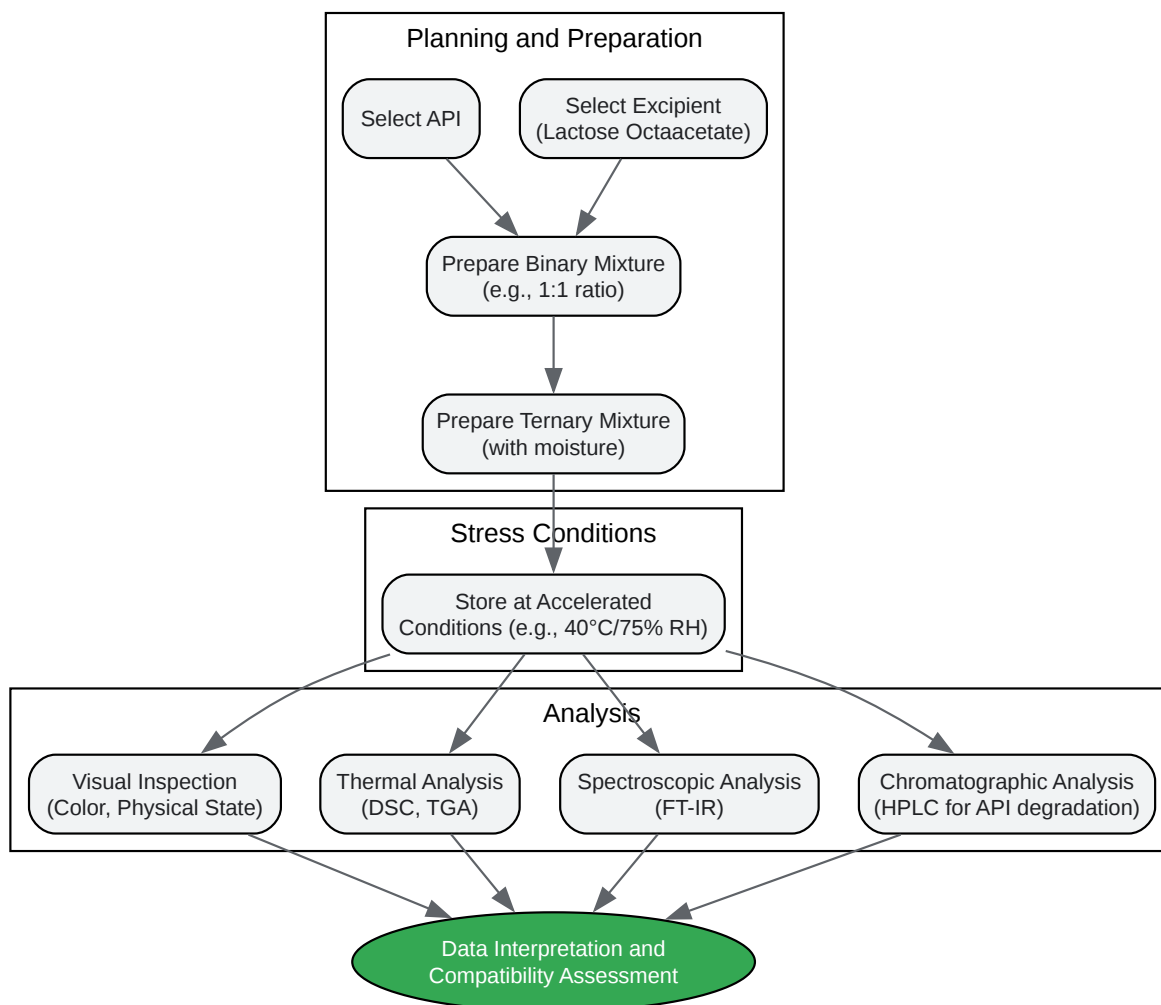 Planning and Preparation
Select API
Select Excipient
(Lactose Octaacetate)
Prepare Binary Mixture
(e.g., 1:1 ratio)
Prepare Ternary Mixture
(with moisture)
Stress Conditions
Store at Accelerated
Conditions (e.g., 40°C/75% RH)
Analysis
Visual Inspection
(Color, Physical State)
Thermal Analysis
(DSC, TGA)
Spectroscopic Analysis
(FT-IR)
Chromatographic Analysis
(HPLC for API degradation)
Data Interpretation and
Compatibility Assessment